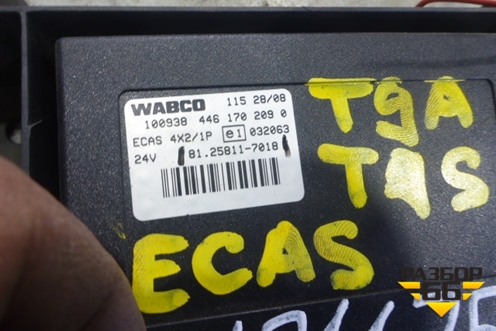 WABCO 115 28/08
100938 446 170 209 0
ECAS 4X2/1P e1 032063
24V 81.25811-7018
TGA
TGS
ECAS
РАЗБОР
66